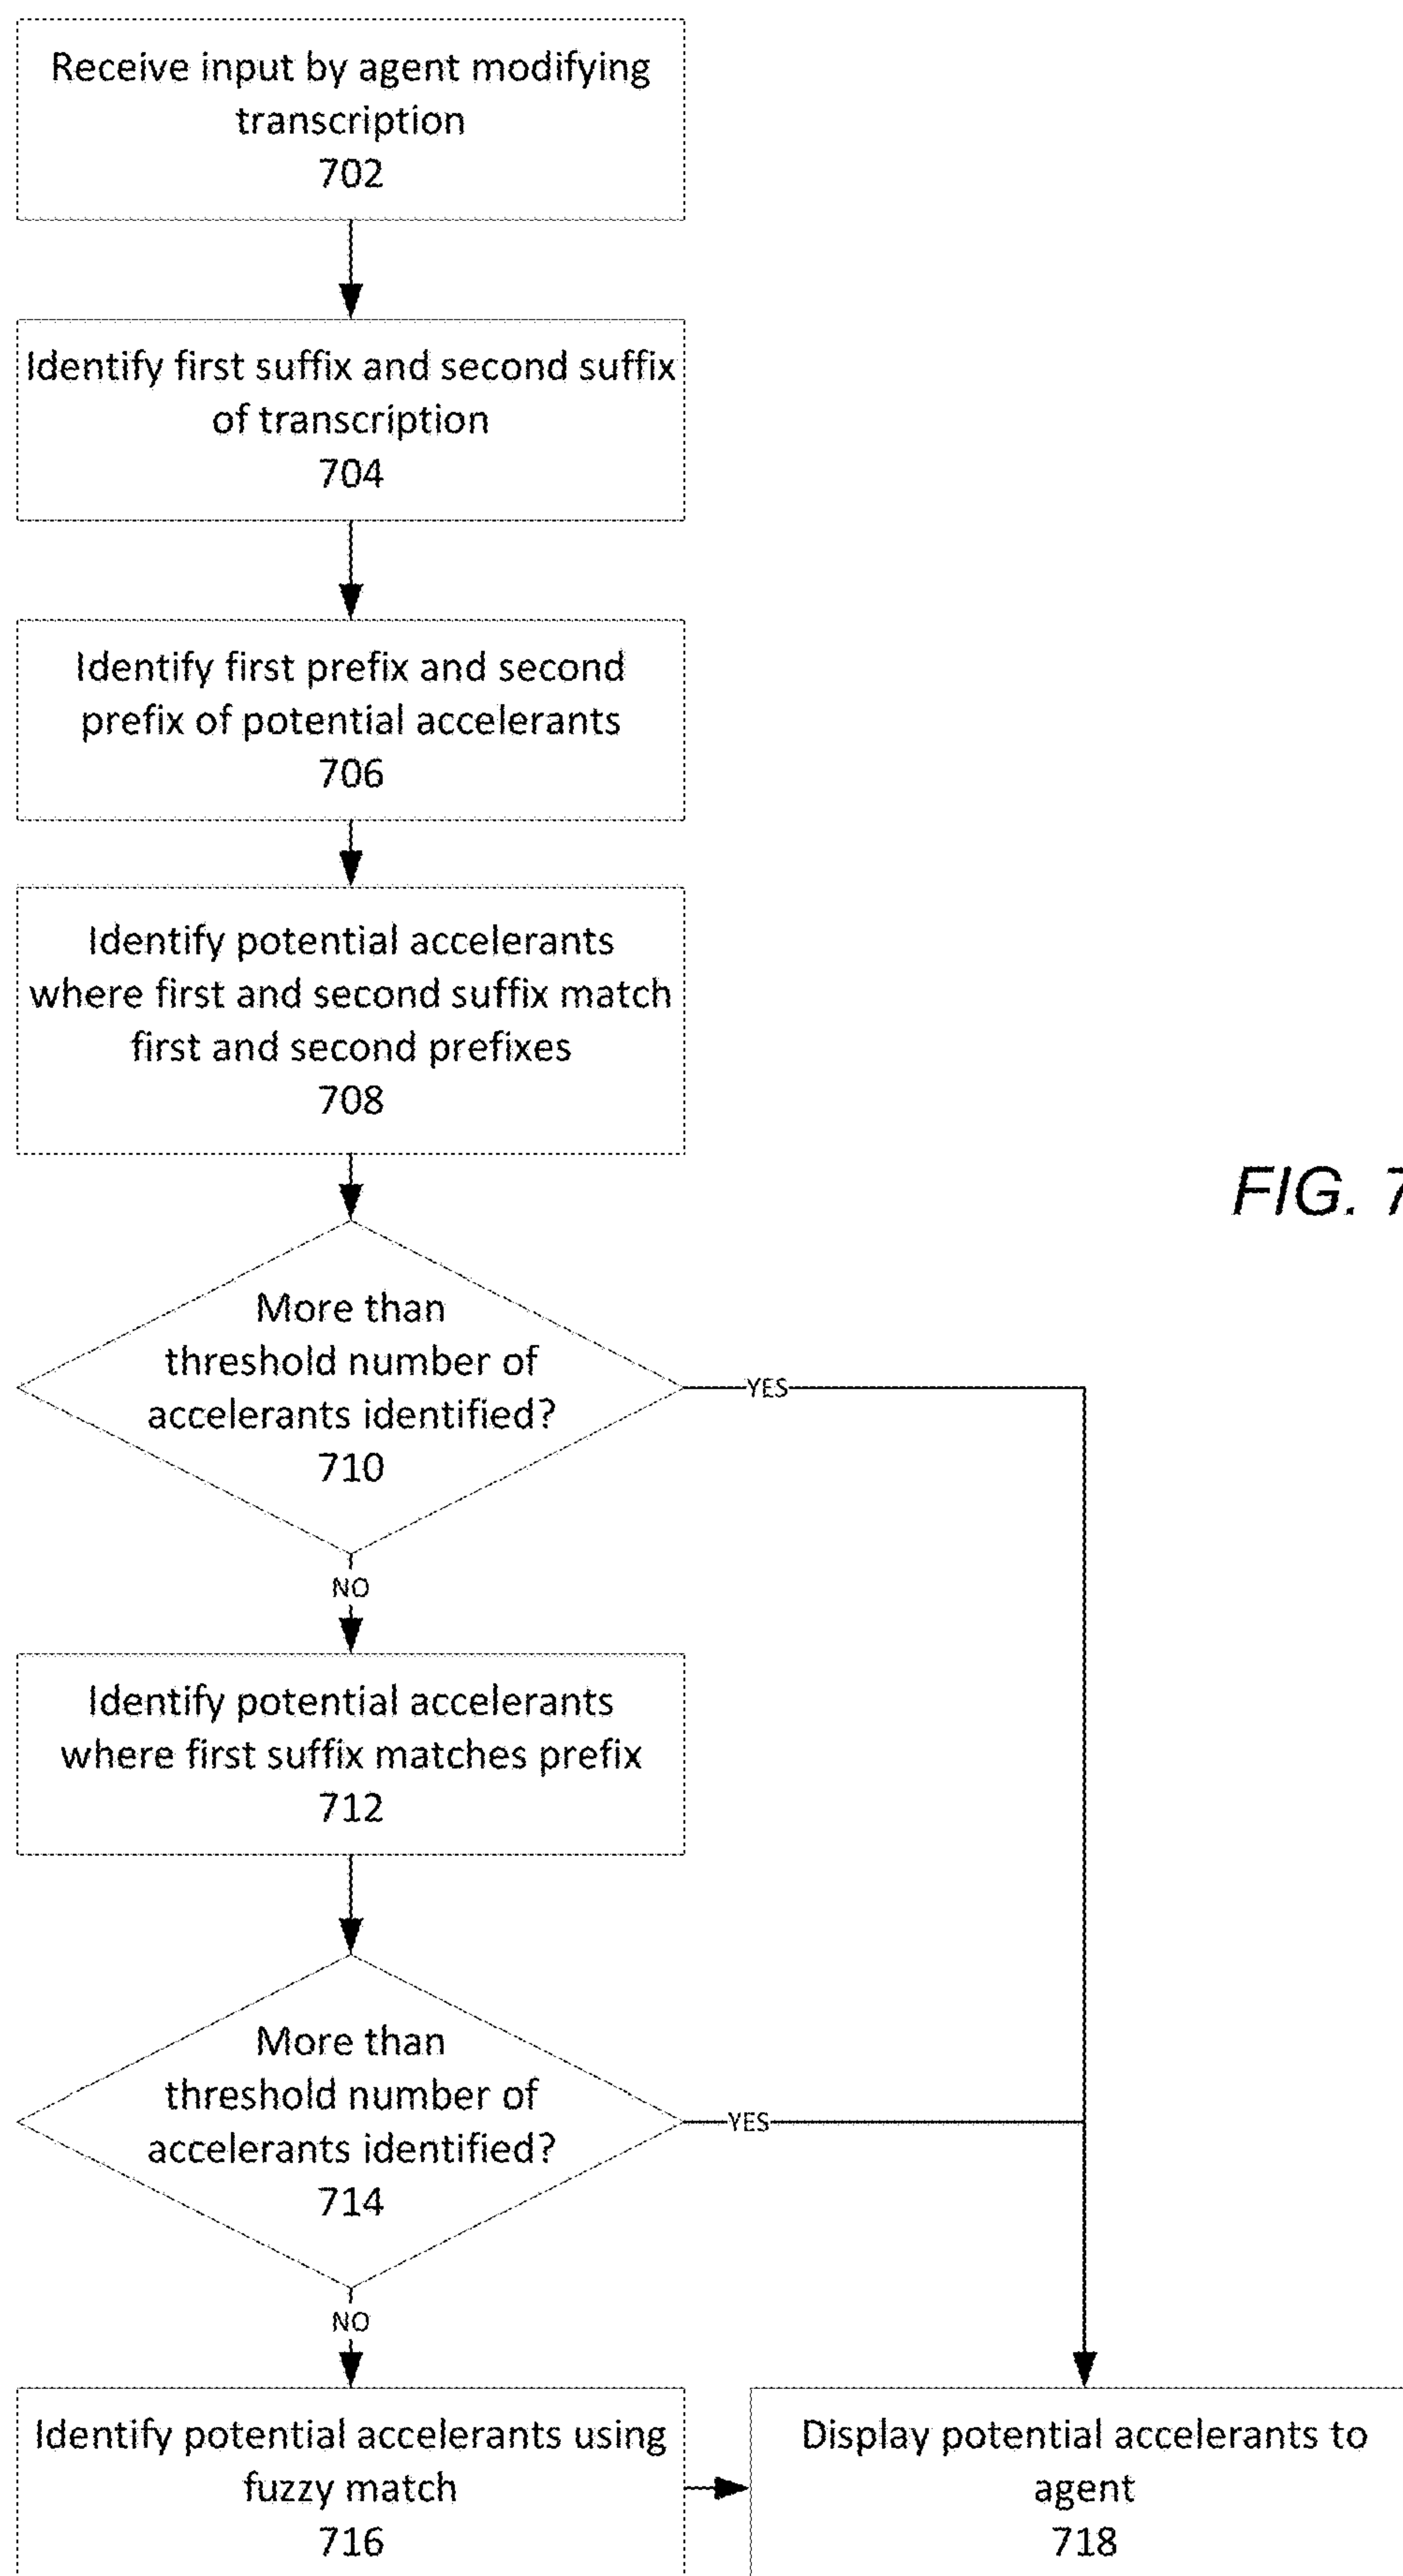 Receive input by agent modifying
transcription
702
Identify first suffix and second suffix
of transcription
704
Identify first prefix and second
prefix of potential accelerants
706
Identify potential accelerants
where first and second suffix match
first and second prefixes
708
FIG. 7
More than
threshold number of
accelerants identified?
710
YES
NO
Identify potential accelerants
where first suffix matches prefix
712
More than
threshold number of
accelerants identified?
714
YES
NO
Identify potential accelerants using
fuzzy match
716
Display potential accelerants to
agent
718